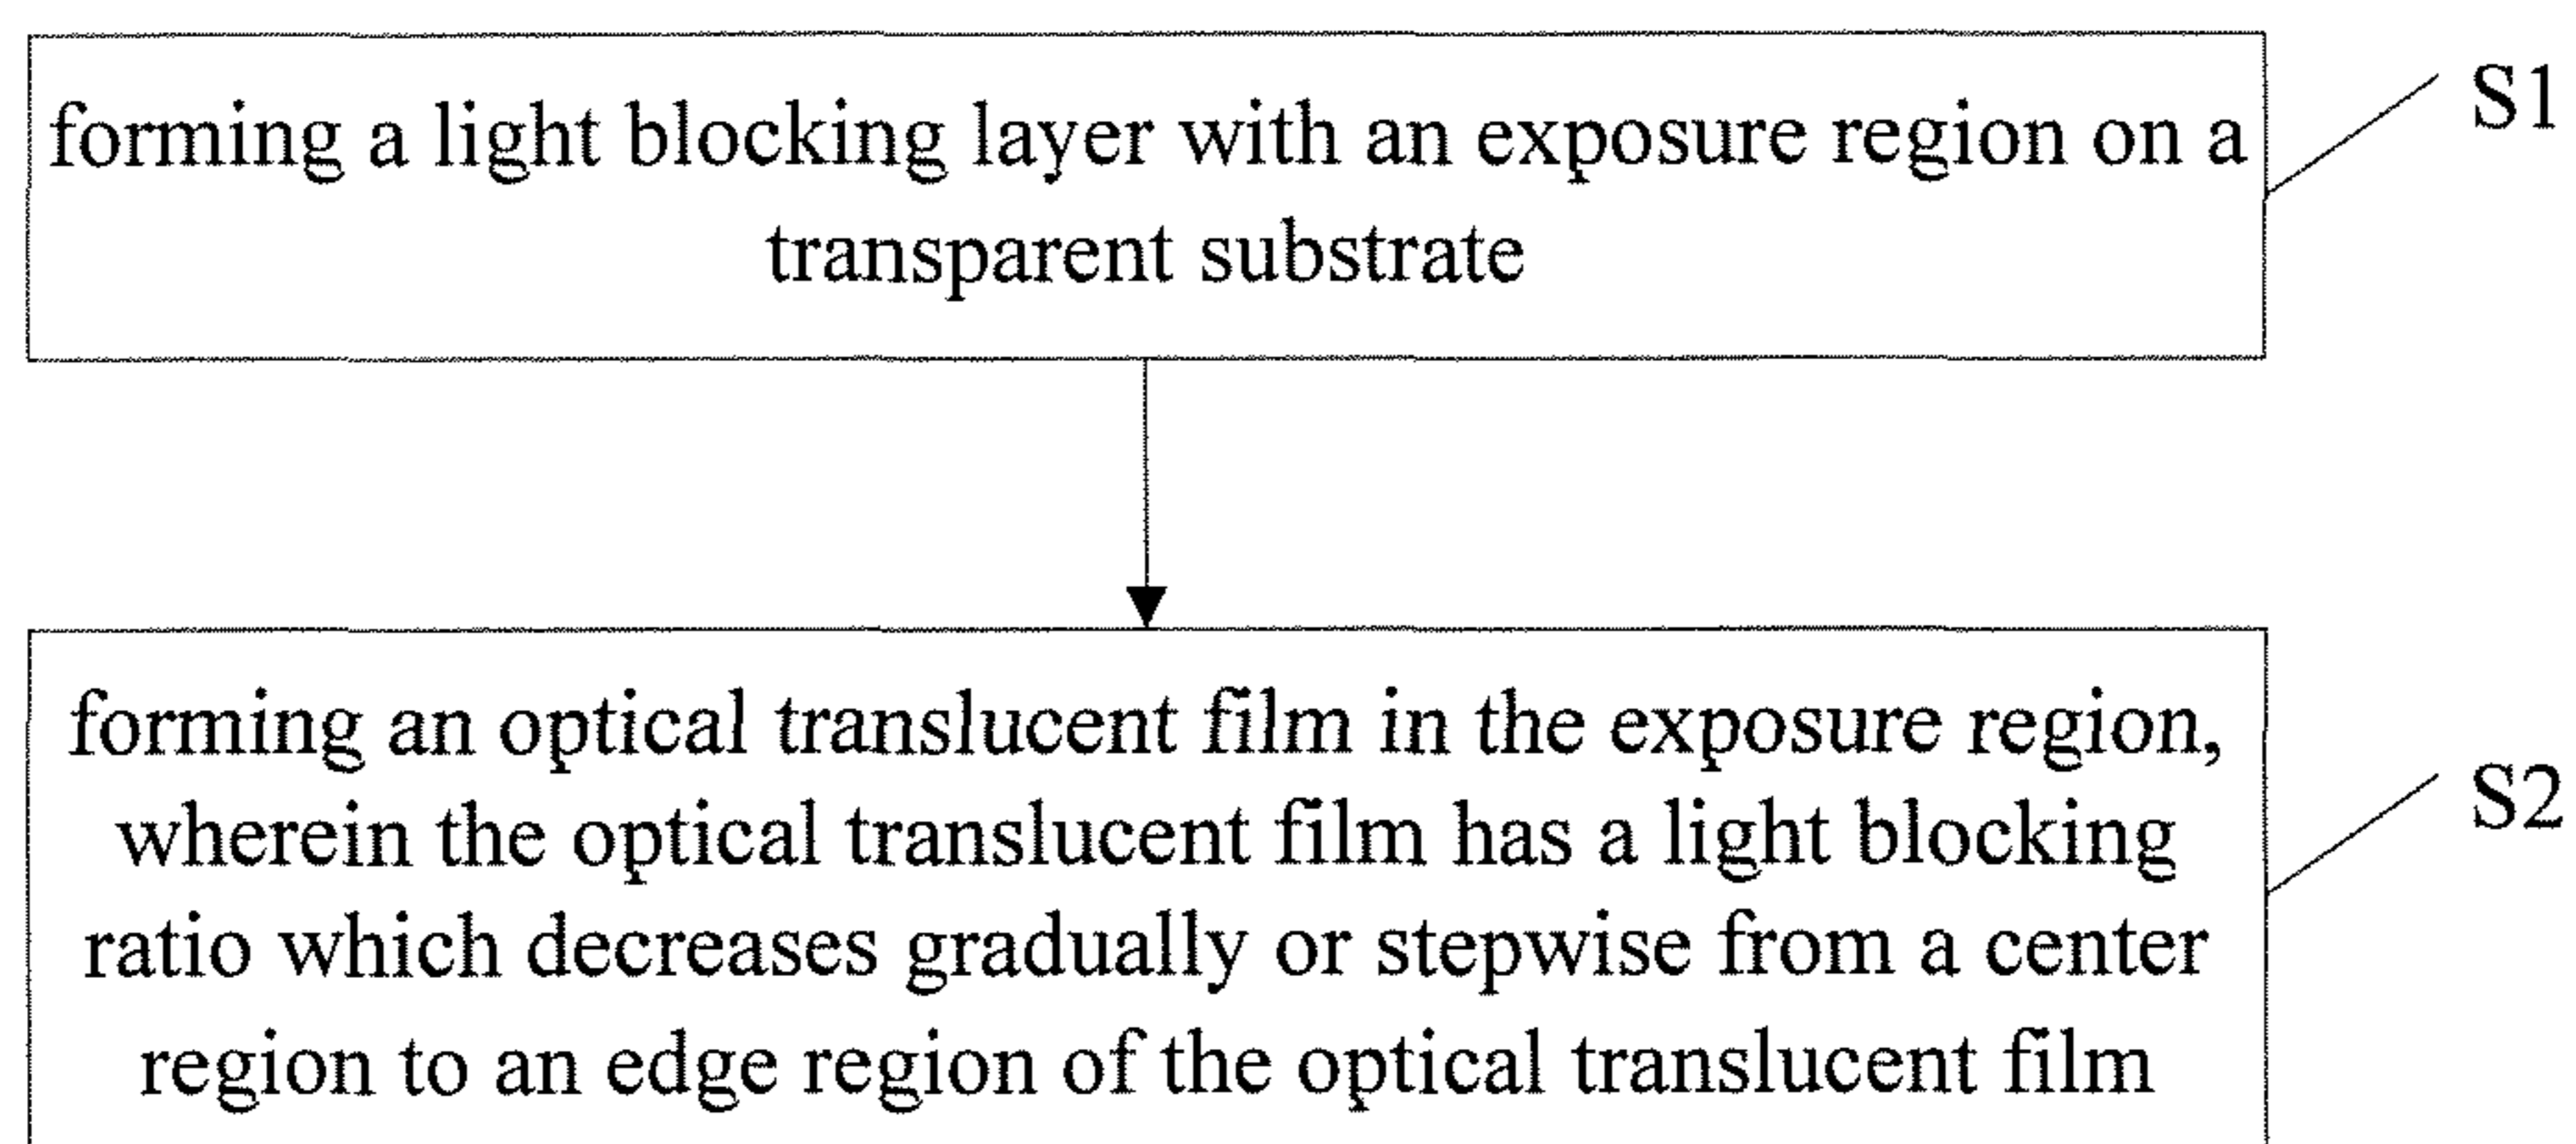 forming a light blocking layer with an exposure region on a
transparent substrate
S1
forming an optical translucent film in the exposure region,
wherein the optical translucent film has a light blocking
ratio which decreases gradually or stepwise from a center
region to an edge region of the optical translucent film
S2